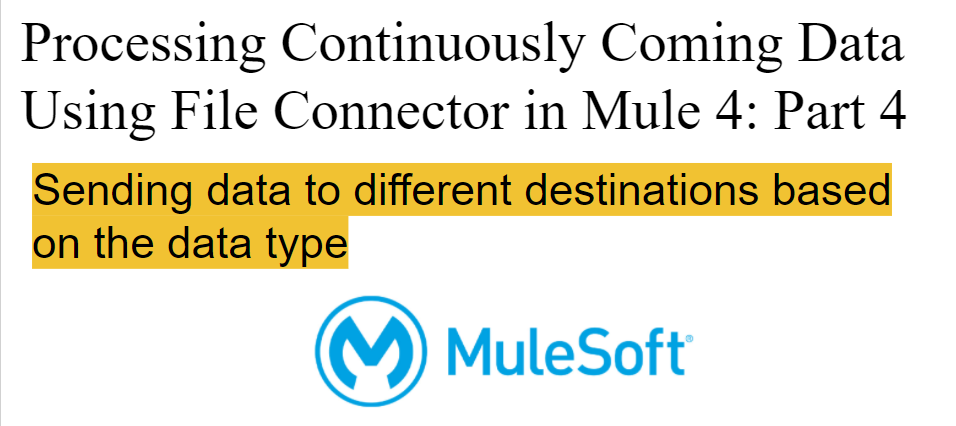 Processing Continuously Coming Data
Using File Connector in Mule 4: Part 4
Sending data to different destinations based
on the data type
MuleSoft®